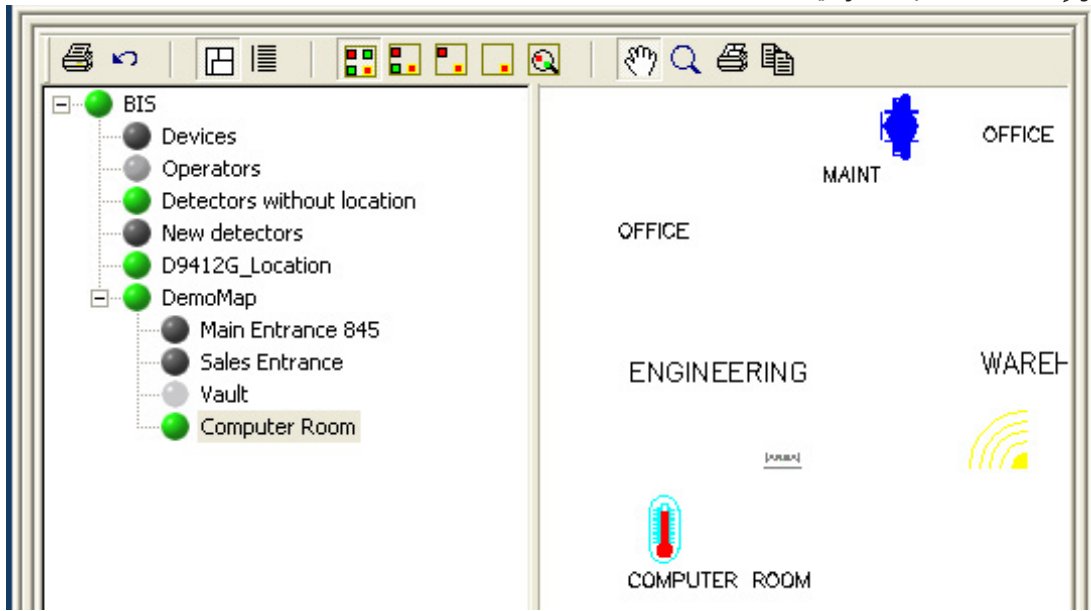 BIS
Devices
Operators
Detectors without location
New detectors
D9412G_Location
DemoMap
Main Entrance 845
Sales Entrance
Vault
Computer Room
OFFICE
MAINT
OFFICE
ENGINEERING
WAREH
COMPUTER ROOM